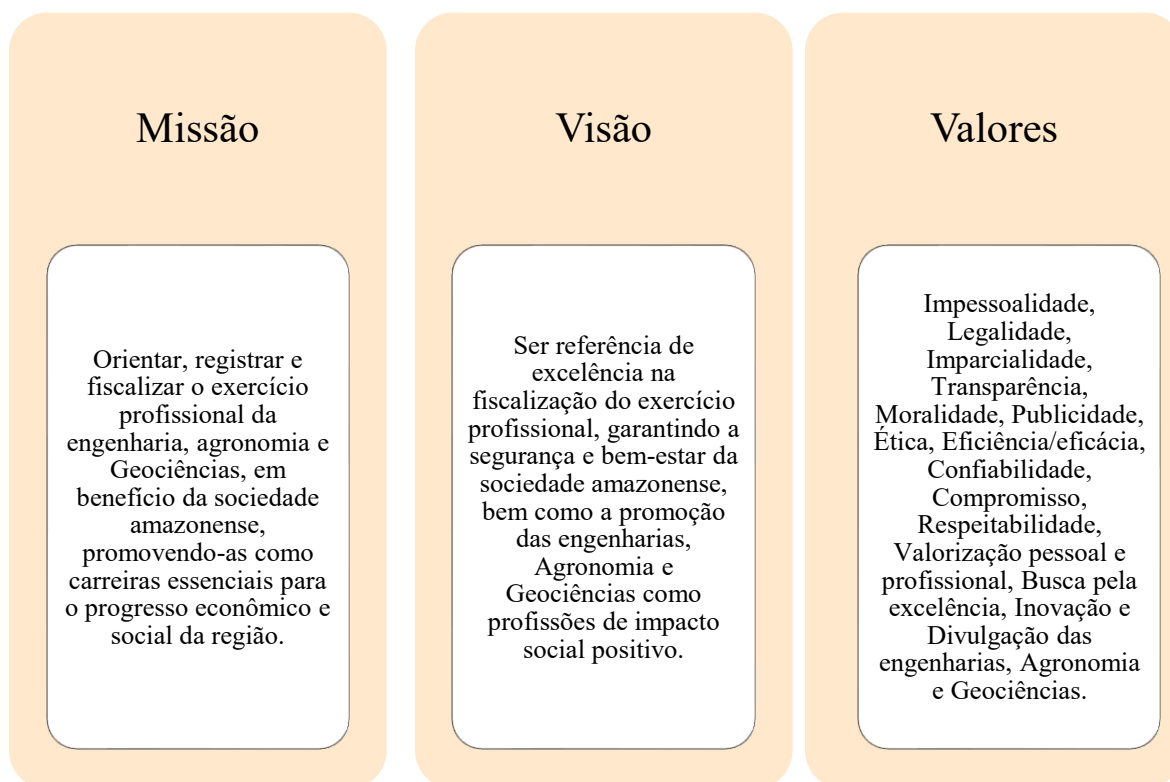 Missão
Orientar, registrar e
fiscalizar o exercício
profissional da
engenharia, agronomia e
Geociências, em
benefício da sociedade
amazonense,
promovendo-as como
carreiras essenciais para
o progresso econômico e
social da região.
Visão
Ser referência de
excelência na
fiscalização do exercício
profissional, garantindo a
segurança e bem-estar da
sociedade amazonense,
bem como a promoção
das engenharias,
Agronomia e
Geociências como
profissões de impacto
social positivo.
Valores
Impessoalidade,
Legalidade,
Imparcialidade,
Transparência,
Moralidade, Publicidade,
Ética, Eficiência/eficácia,
Confiabilidade,
Compromisso,
Respeitabilidade,
Valorização pessoal e
profissional, Busca pela
excelência, Inovação e
Divulgação das
engenharias, Agronomia
e Geociências.